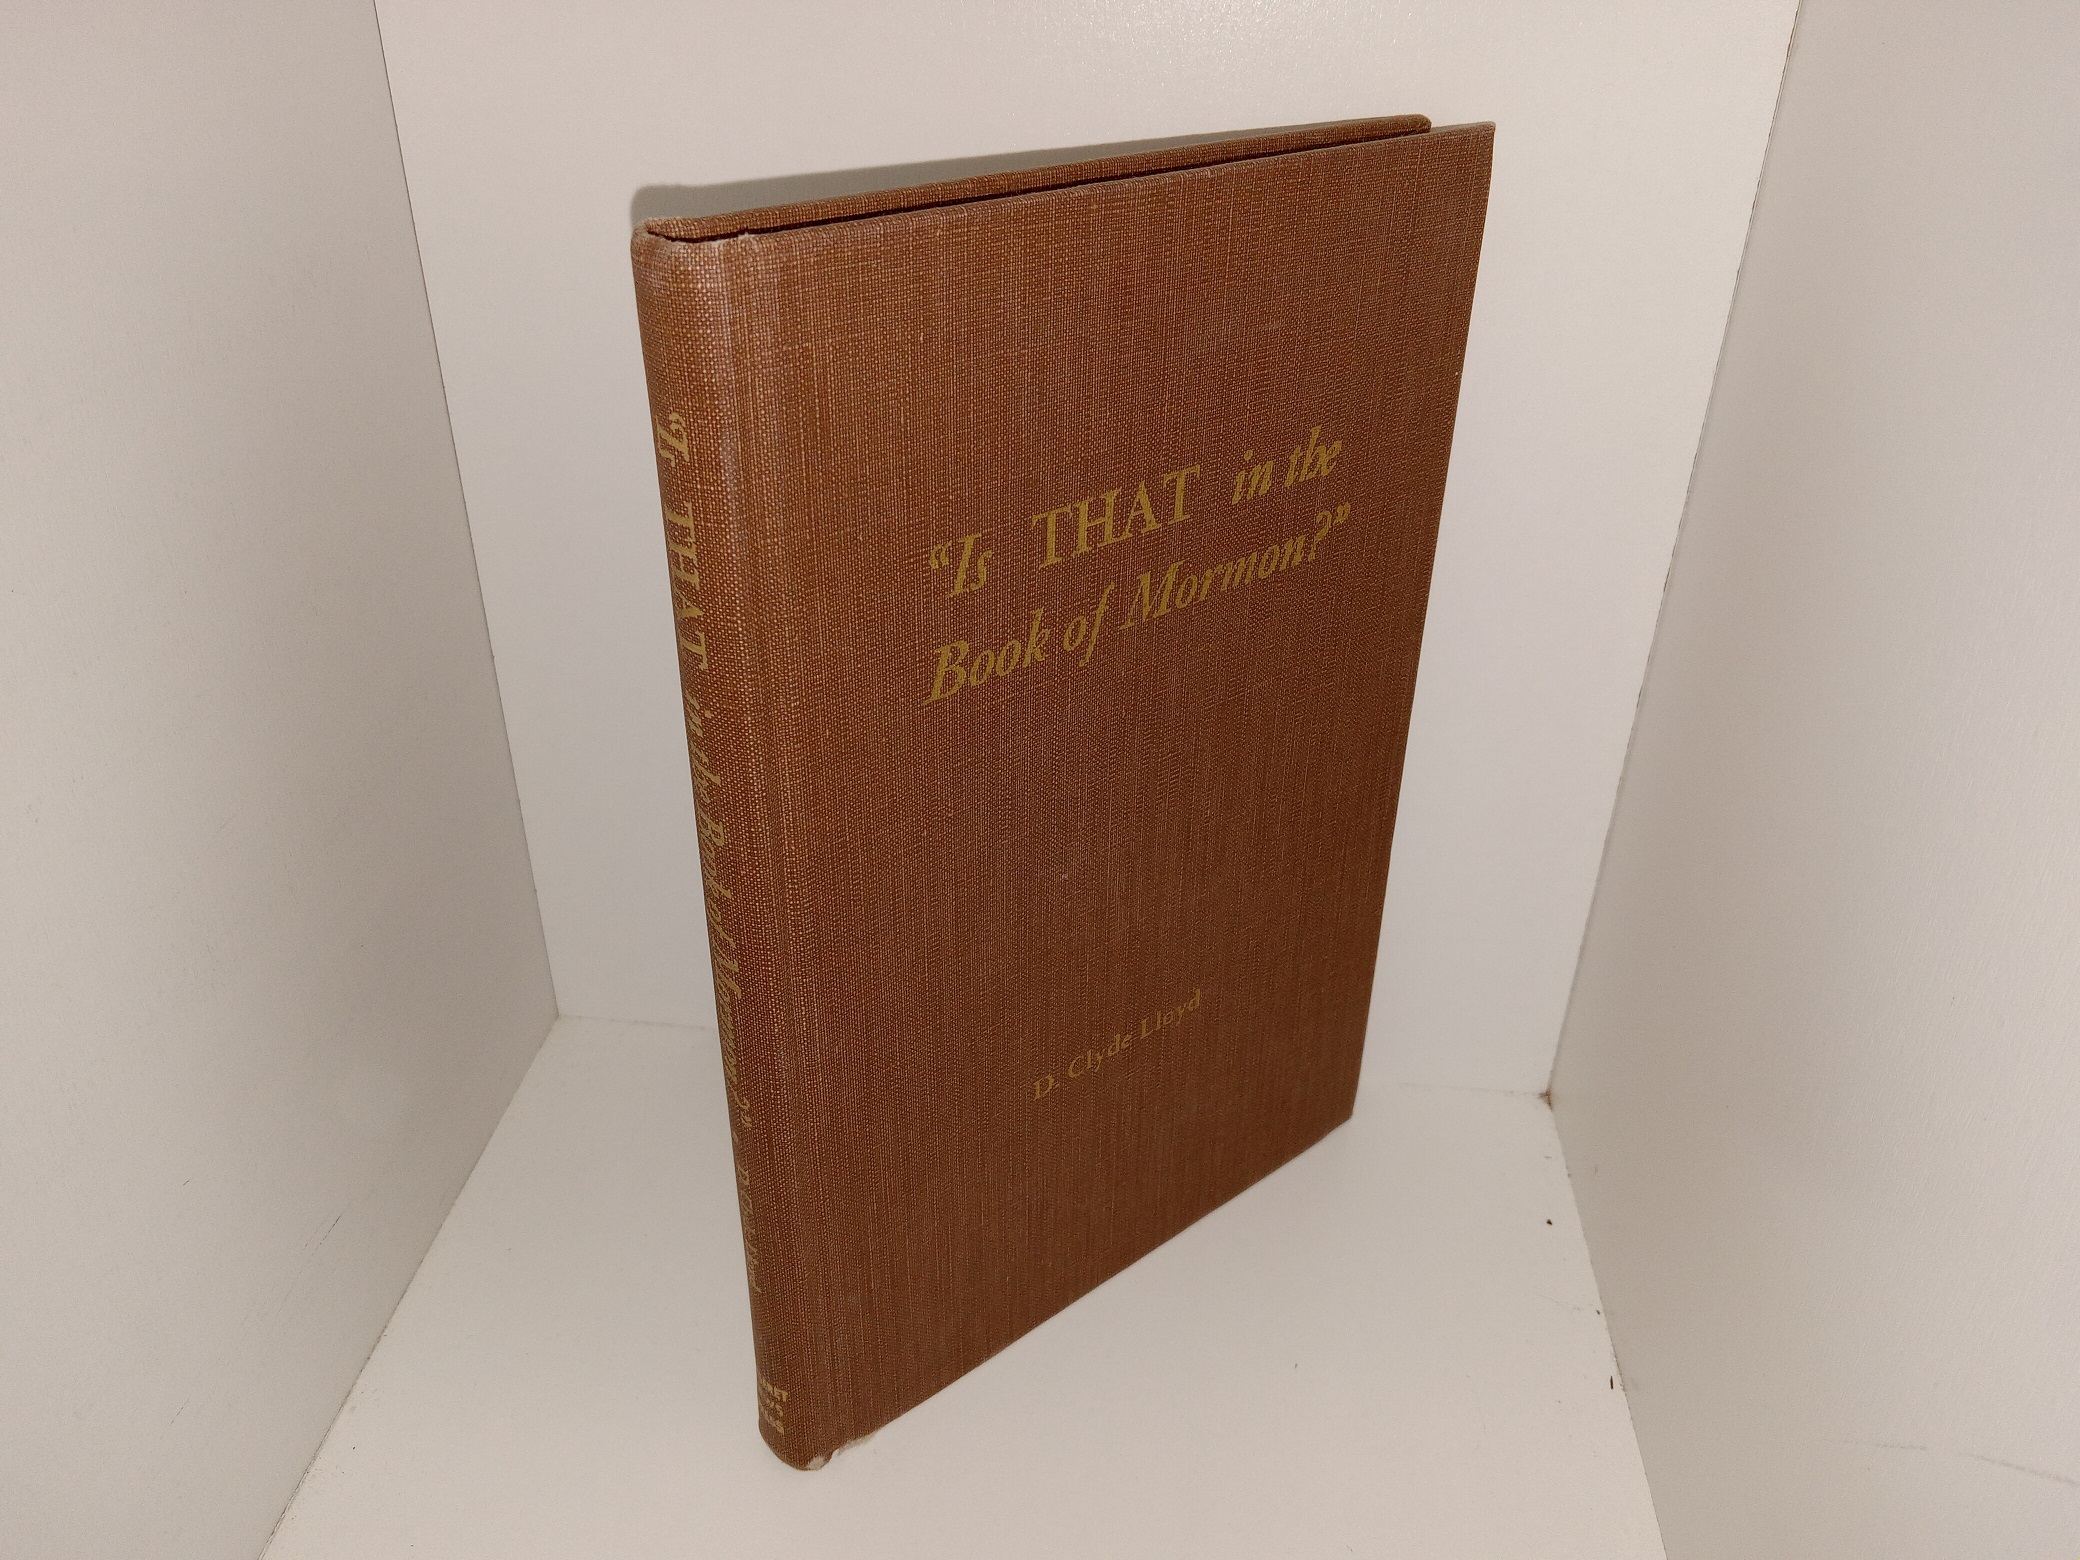 "Is THAT in the
Book of Mormon?"
D. Clyde Lloyd
"Is THAT in the Book of Mormon?" •